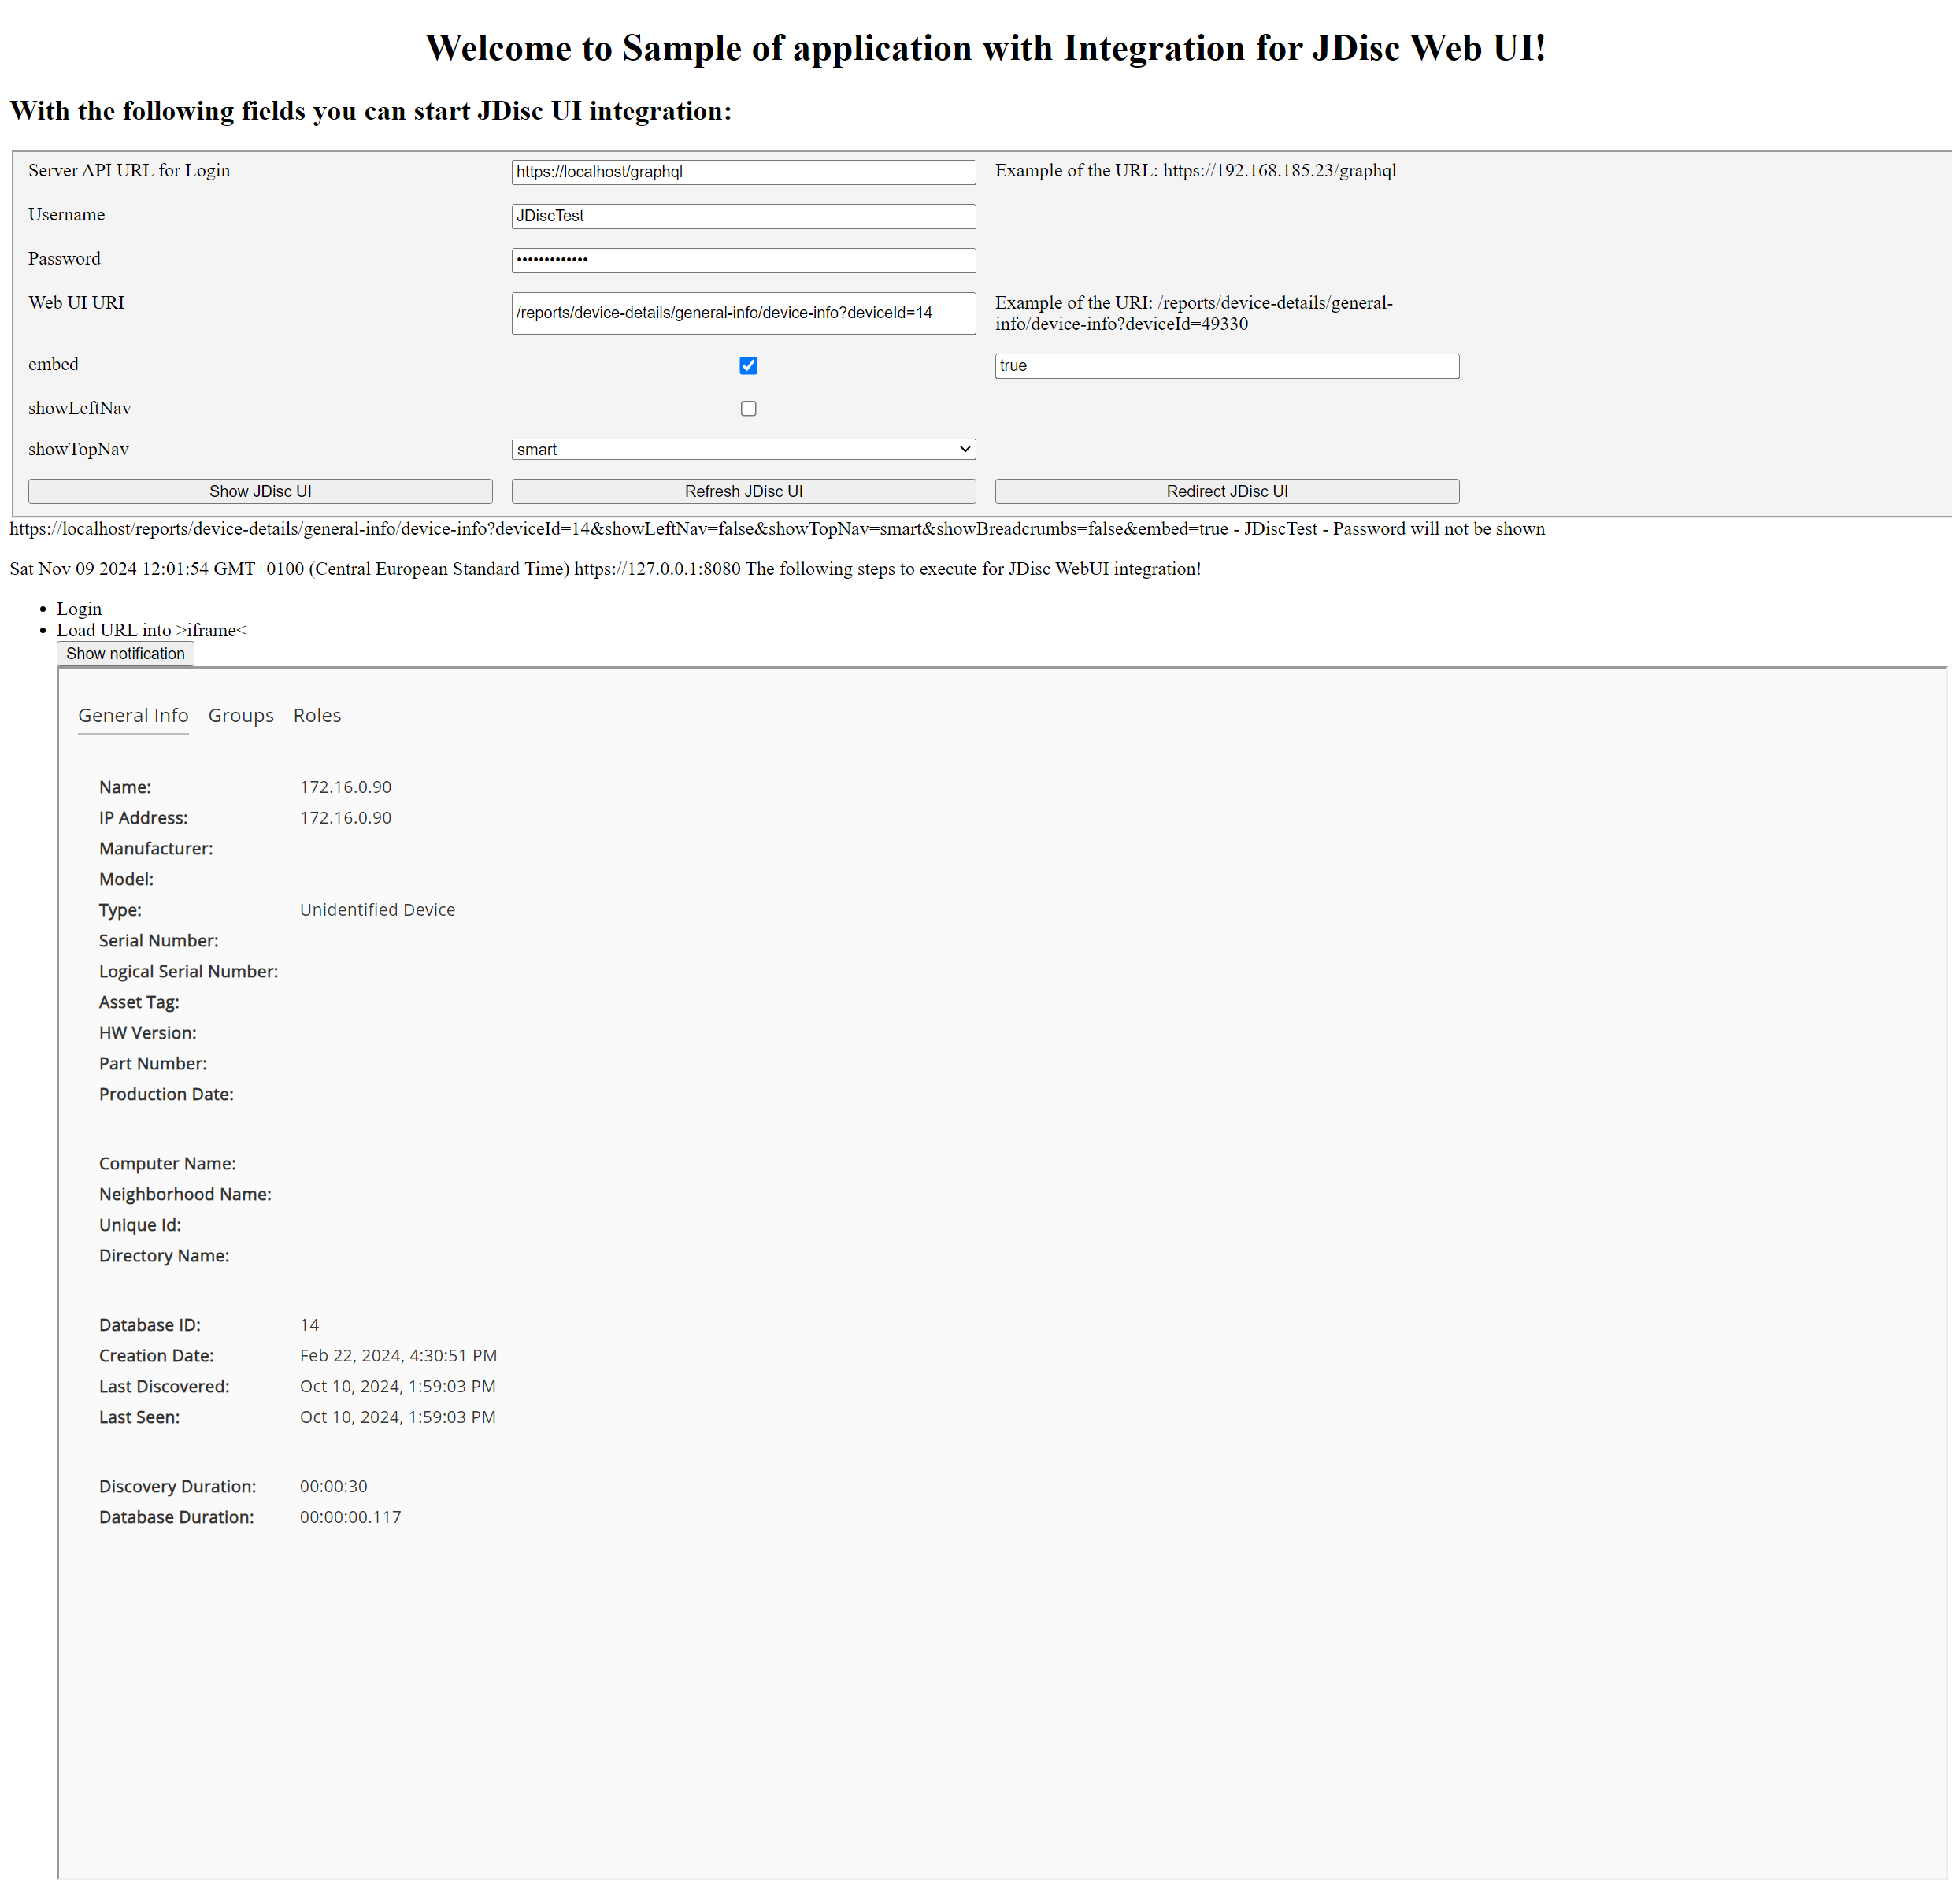 Welcome to Sample of application with Integration for JDisc Web UI!
With the following fields you can start JDisc UI integration:
Server API URL for Login https://localhost/graphql Example of the URL: https://192.168.185.23/graphql
Username JDiscTest
Password •••••••••••••
Web UI URI /reports/device-details/general-info/device-info?deviceId=14 Example of the URI: /reports/device-details/general-
info/device-info?deviceId=49330
embed true
showLeftNav
showTopNav smart
Show JDisc UI Refresh JDisc UI Redirect JDisc UI
https://localhost/reports/device-details/general-info/device-info?deviceId=14&showLeftNav=false&showTopNav=smart&showBreadcrumbs=false&embed=true - JDiscTest - Password will not be shown
Sat Nov 09 2024 12:01:54 GMT+0100 (Central European Standard Time) https://127.0.0.1:8080 The following steps to execute for JDisc WebUI integration!
• Login
• Load URL into >iframe<
Show notification
General Info Groups Roles
Name: 172.16.0.90
IP Address: 172.16.0.90
Manufacturer:
Model:
Type: Unidentified Device
Serial Number:
Logical Serial Number:
Asset Tag:
HW Version:
Part Number:
Production Date:
Computer Name:
Neighborhood Name:
Unique Id:
Directory Name:
Database ID: 14
Creation Date: Feb 22, 2024, 4:30:51 PM
Last Discovered: Oct 10, 2024, 1:59:03 PM
Last Seen: Oct 10, 2024, 1:59:03 PM
Discovery Duration: 00:00:30
Database Duration: 00:00:00.117